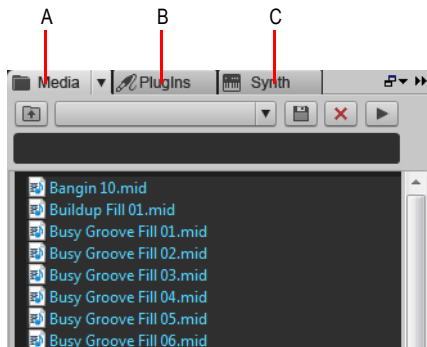 A B C
Media PlugIns Synth
Bangin 10.mid
Buildup Fill 01.mid
Busy Groove Fill 01.mid
Busy Groove Fill 02.mid
Busy Groove Fill 03.mid
Busy Groove Fill 04.mid
Busy Groove Fill 05.mid
Busy Groove Fill 06.mid